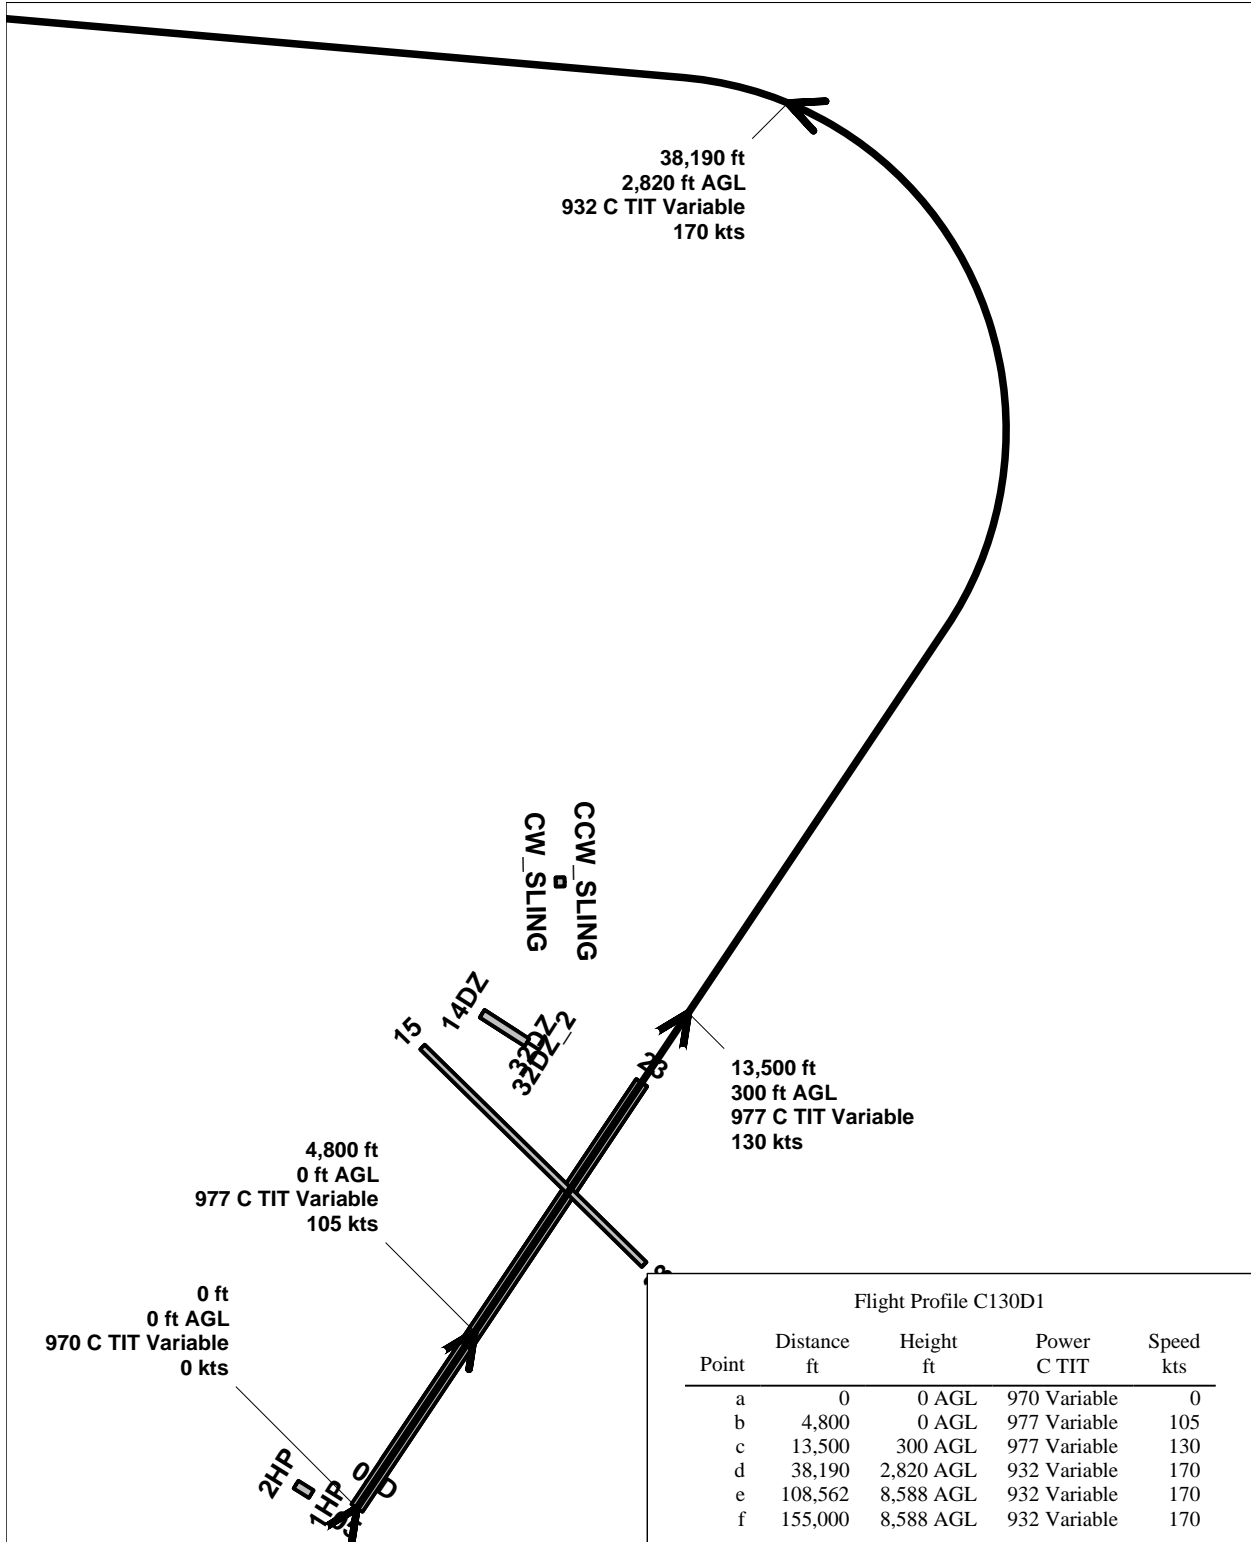 38,190 ft
2,820 ft AGL
932 C TIT Variable
170 kts
CCW_SLING
CW_SLING
14DZ
32DZ
32DZ_2
15
23
13,500 ft
300 ft AGL
977 C TIT Variable
130 kts
4,800 ft
0 ft AGL
977 C TIT Variable
105 kts
0 ft
0 ft AGL
970 C TIT Variable
0 kts
2HP
1HP
Flight Profile C130D1
Point Distance ft Height ft Power C TIT Speed kts
a 0 0 AGL 970 Variable 0
b 4,800 0 AGL 977 Variable 105
c 13,500 300 AGL 977 Variable 130
d 38,190 2,820 AGL 932 Variable 170
e 108,562 8,588 AGL 932 Variable 170
f 155,000 8,588 AGL 932 Variable 170